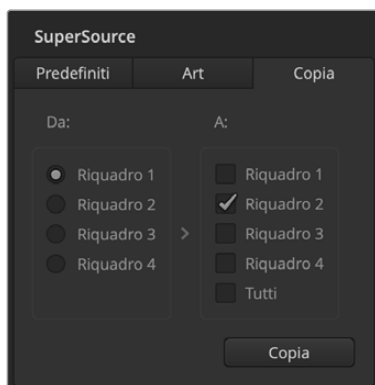 SuperSource
Predefiniti Art Copia
Da: A:
Riquadro 1 Riquadro 1
Riquadro 2 Riquadro 2
Riquadro 3 > Riquadro 3
Riquadro 4 Riquadro 4
Tutti
Copia